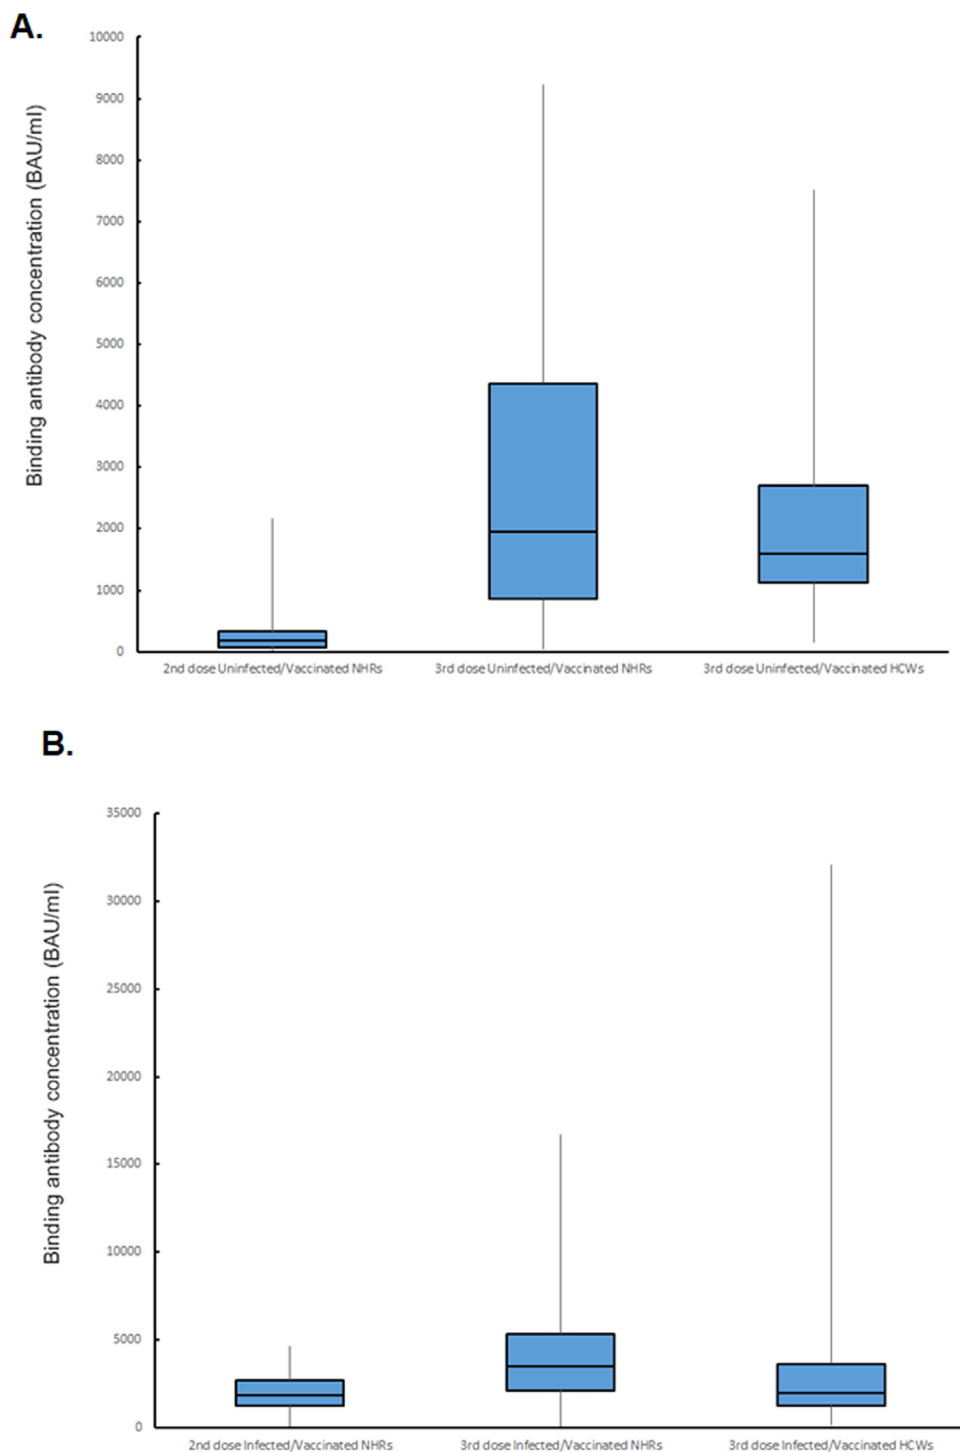 A.
Binding antibody concentration (BAU/ml)
10000
9000
8000
7000
6000
5000
4000
3000
2000
1000
0
2nd dose Uninfected/Vaccinated NHRs
3rd dose Uninfected/Vaccinated NHRs
3rd dose Uninfected/Vaccinated HCWs
B.
Binding antibody concentration (BAU/ml)
35000
30000
25000
20000
15000
10000
5000
0
2nd dose Infected/Vaccinated NHRs
3rd dose Infected/Vaccinated NHRs
3rd dose Infected/Vaccinated HCWs